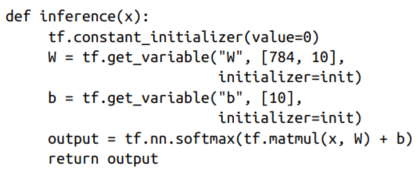 def inference(x):
    tf.constant_initializer(value=0)
    W = tf.get_variable("W", [784, 10],
                        initializer=init)
    b = tf.get_variable("b", [10],
                        initializer=init)
    output = tf.nn.softmax(tf.matmul(x, W) + b)
    return output